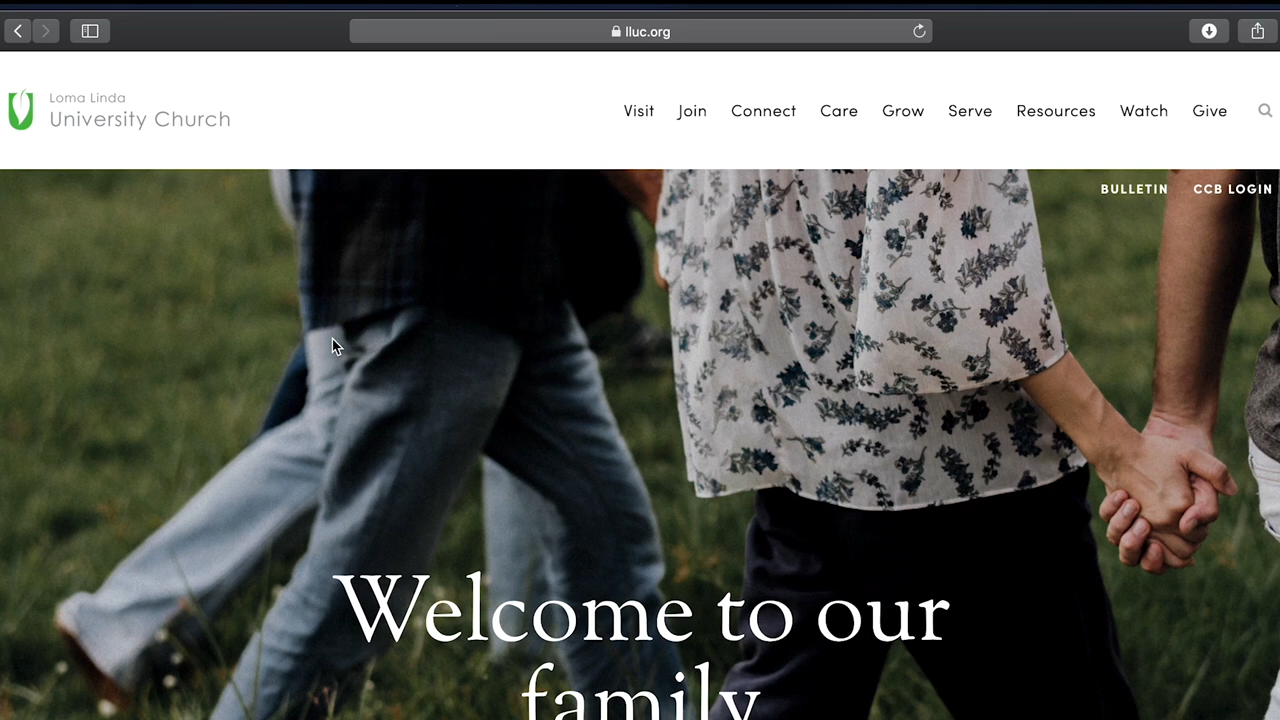 lluc.org
Loma Linda
University Church
Visit Join Connect Care Grow Serve Resources Watch Give
BULLETIN CCB LOGIN
Welcome to our
family